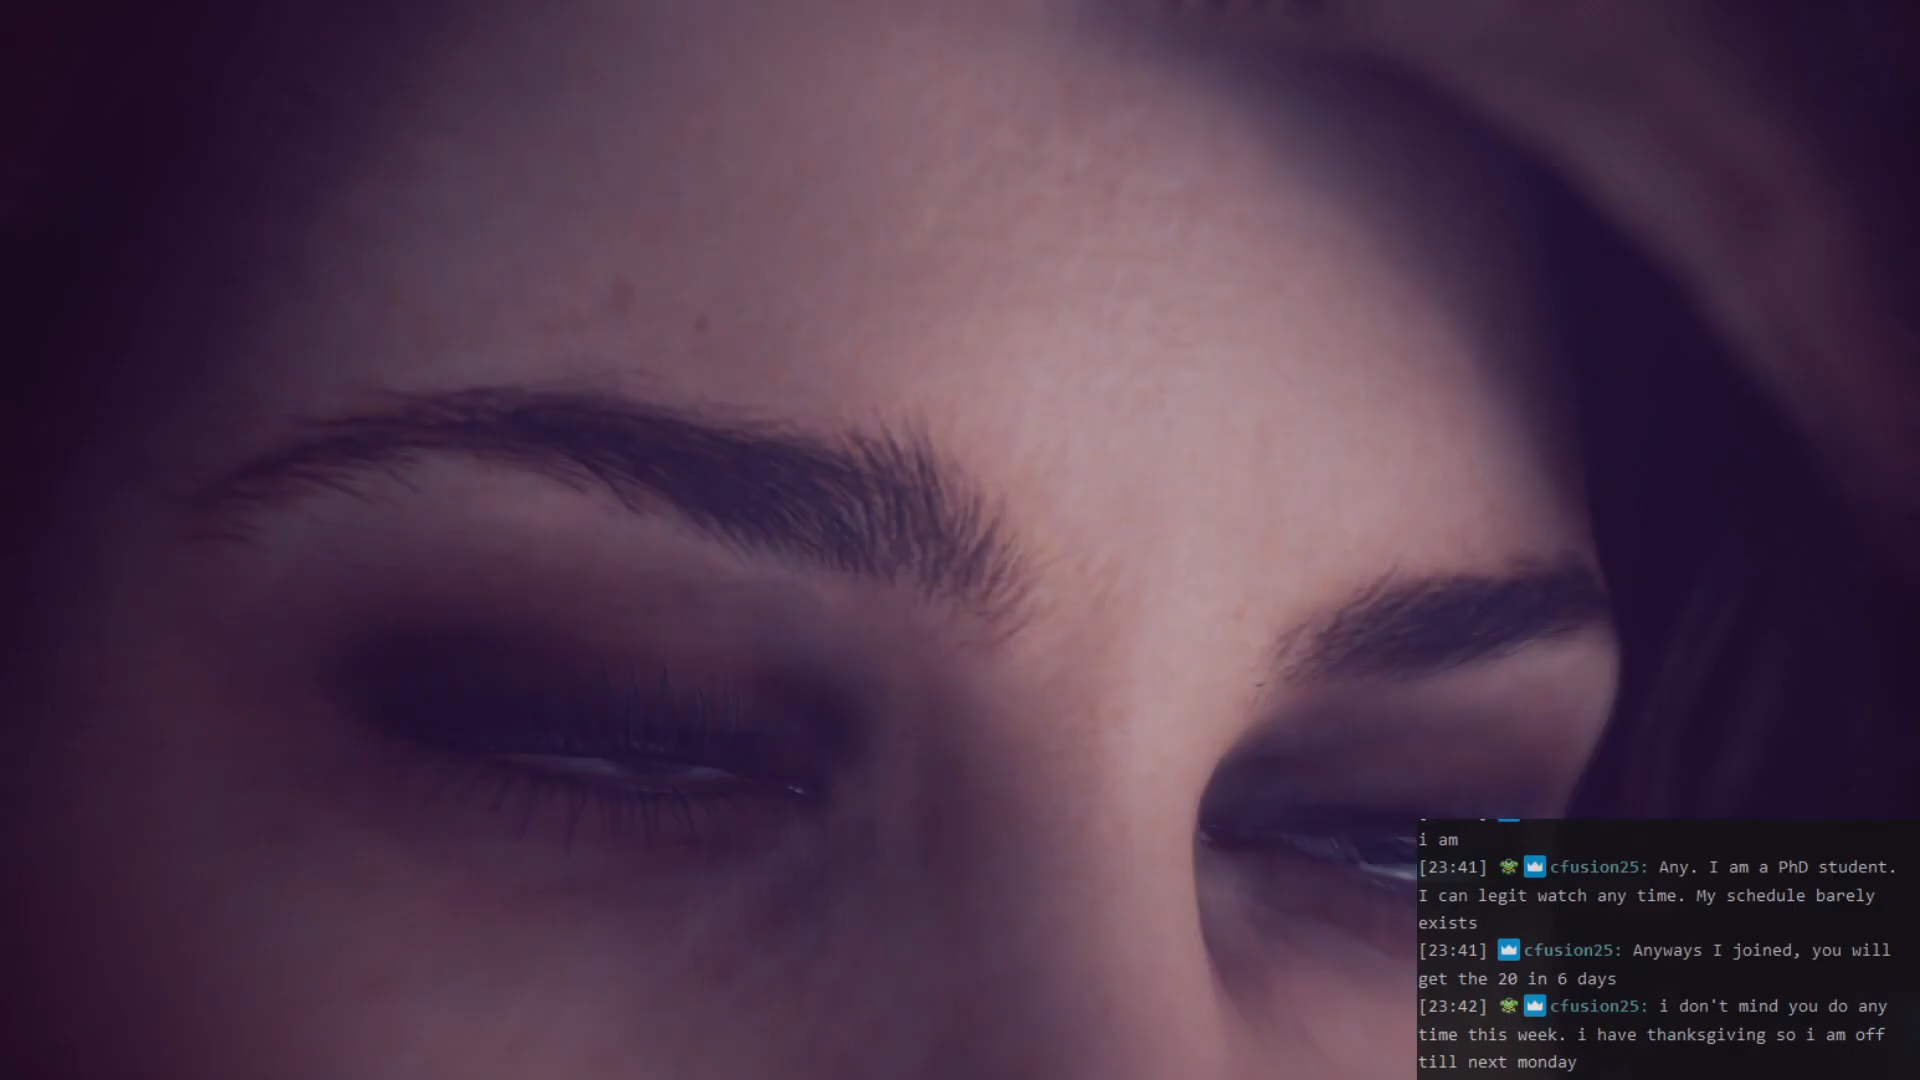 i am
[23:41] cfusion25: Any. I am a PhD student.
I can legit watch any time. My schedule barely
exists
[23:41] cfusion25: Anyways I joined, you will
get the 20 in 6 days
[23:42] cfusion25: i don't mind you do any
time this week. i have thanksgiving so i am off
till next monday